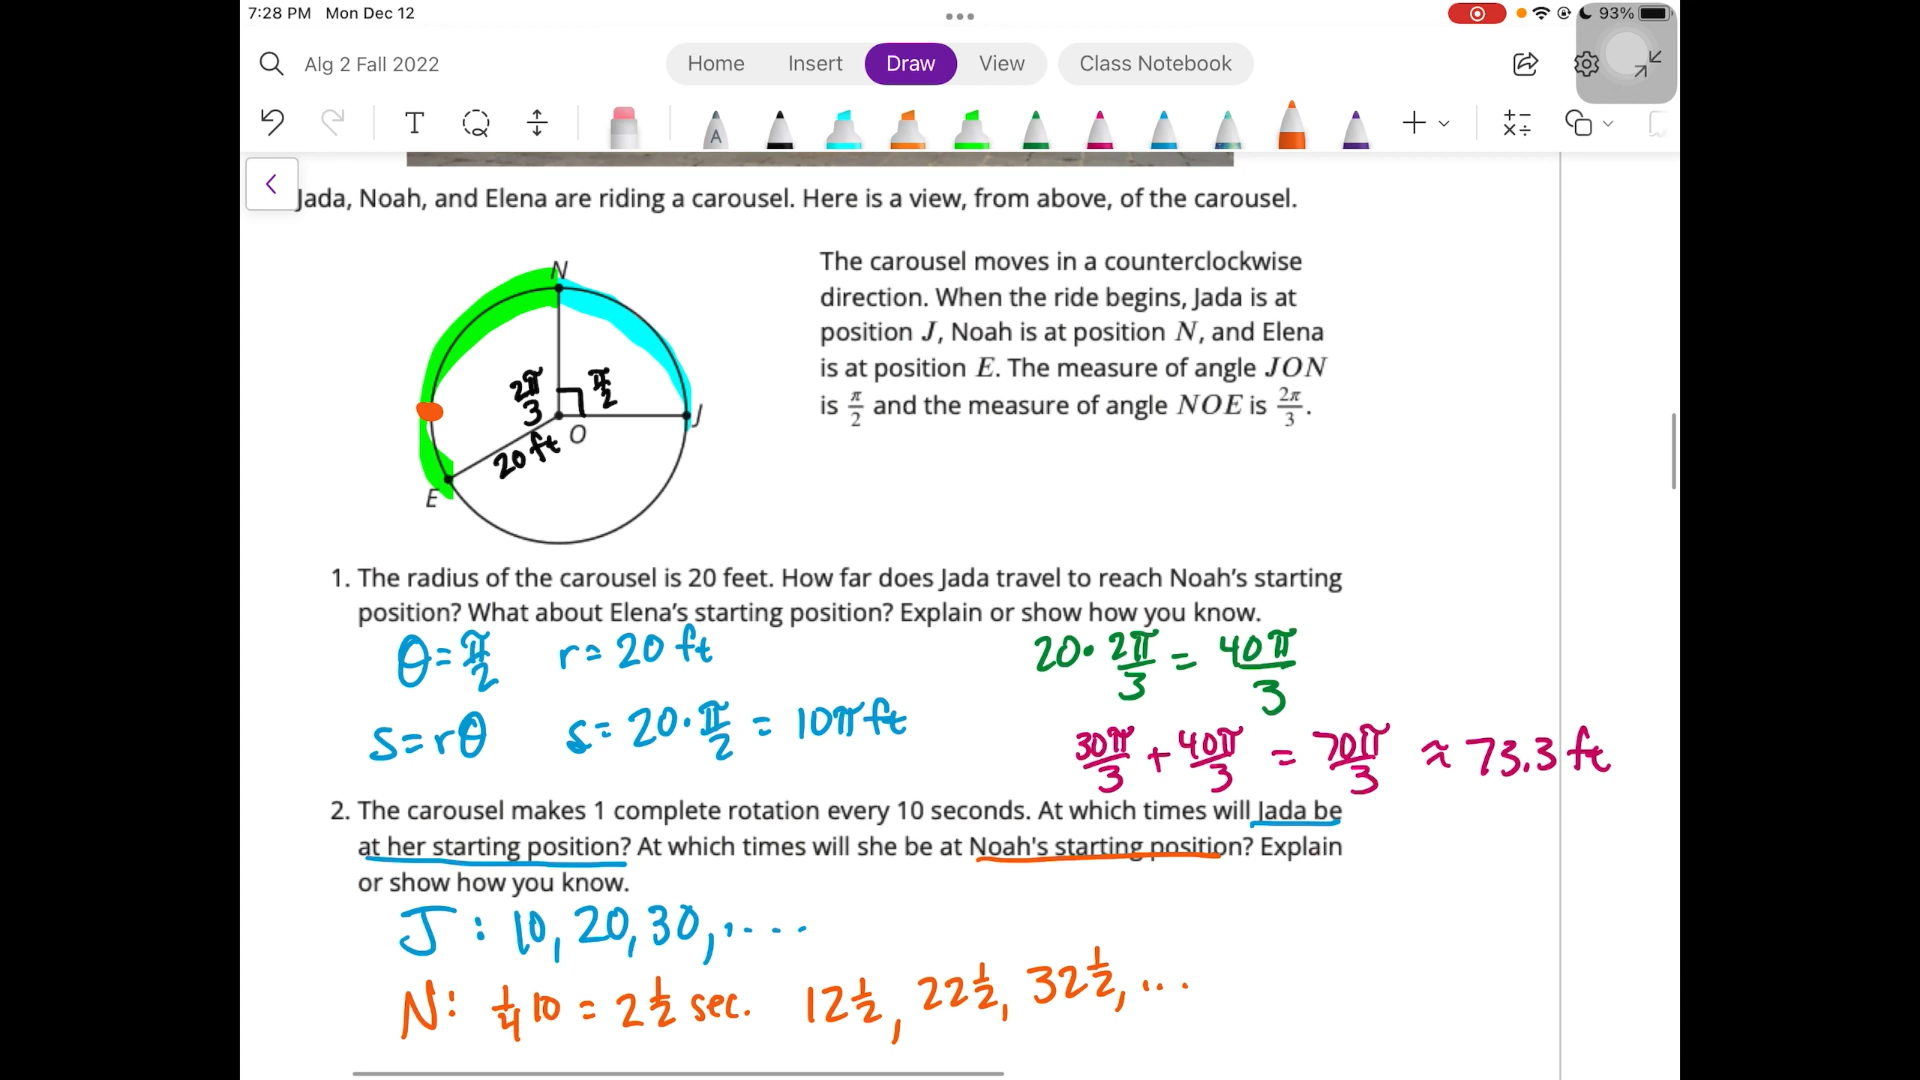 7:28 PM Mon Dec 12
93%
Alg 2 Fall 2022
Home Insert Draw View Class Notebook
T
A
Jada, Noah, and Elena are riding a carousel. Here is a view, from above, of the carousel.
N
2π/3
π/2
J
O
20 ft
E
The carousel moves in a counterclockwise
direction. When the ride begins, Jada is at
position J, Noah is at position N, and Elena
is at position E. The measure of angle JON
is π/2 and the measure of angle NOE is 2π/3.
1. The radius of the carousel is 20 feet. How far does Jada travel to reach Noah's starting
position? What about Elena's starting position? Explain or show how you know.
θ = π/2 r = 20 ft
20 · 2π/3 = 40π/3
s = rθ s = 20 · π/2 = 10π ft
30π/3 + 40π/3 = 70π/3 ≈ 73.3 ft
2. The carousel makes 1 complete rotation every 10 seconds. At which times will Jada be
at her starting position? At which times will she be at Noah's starting position? Explain
or show how you know.
J : 10, 20, 30, ....
N: 1/4 10 = 2 1/2 sec. 12 1/2, 22 1/2, 32 1/2, ...